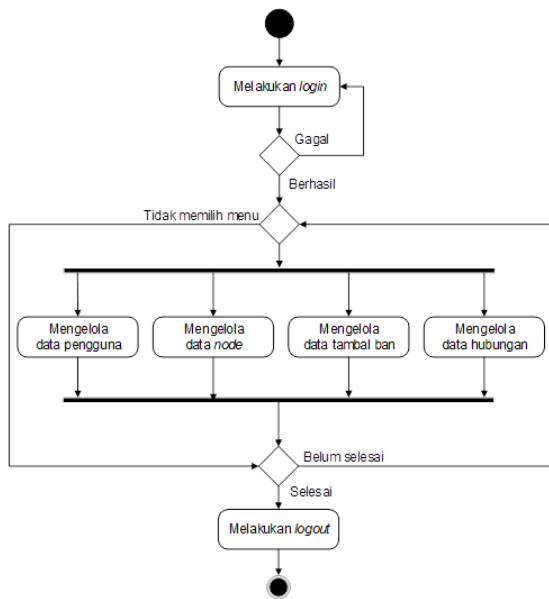 Melakukan login
Gagal
Berhasil
Tidak memilih menu
Mengelola
data pengguna
Mengelola
data node
Mengelola
data tambal ban
Mengelola
data hubungan
Belum selesai
Selesai
Melakukan logout